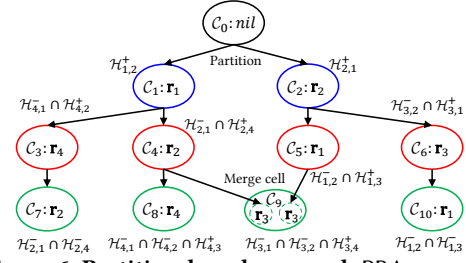 𝒞₀: nil
Partition
ℋ⁺₁,₂
ℋ⁺₂,₁
𝒞₁: r₁
𝒞₂: r₂
ℋ⁻₄,₁ ∩ ℋ⁺₄,₂
ℋ⁻₂,₁ ∩ ℋ⁺₂,₄
ℋ⁻₃,₂ ∩ ℋ⁺₃,₁
𝒞₃: r₄
𝒞₄: r₂
𝒞₅: r₁
𝒞₆: r₃
Merge cell
ℋ⁻₁,₂ ∩ ℋ⁺₁,₃
𝒞₇: r₂
𝒞₈: r₄
𝒞₉
r₃ r₃
𝒞₁₀: r₁
ℋ⁻₂,₁ ∩ ℋ⁻₂,₄
ℋ⁻₄,₁ ∩ ℋ⁻₄,₂ ∩ ℋ⁺₄,₃
ℋ⁻₃,₁ ∩ ℋ⁻₃,₂ ∩ ℋ⁺₃,₄
ℋ⁻₁,₂ ∩ ℋ⁻₁,₃